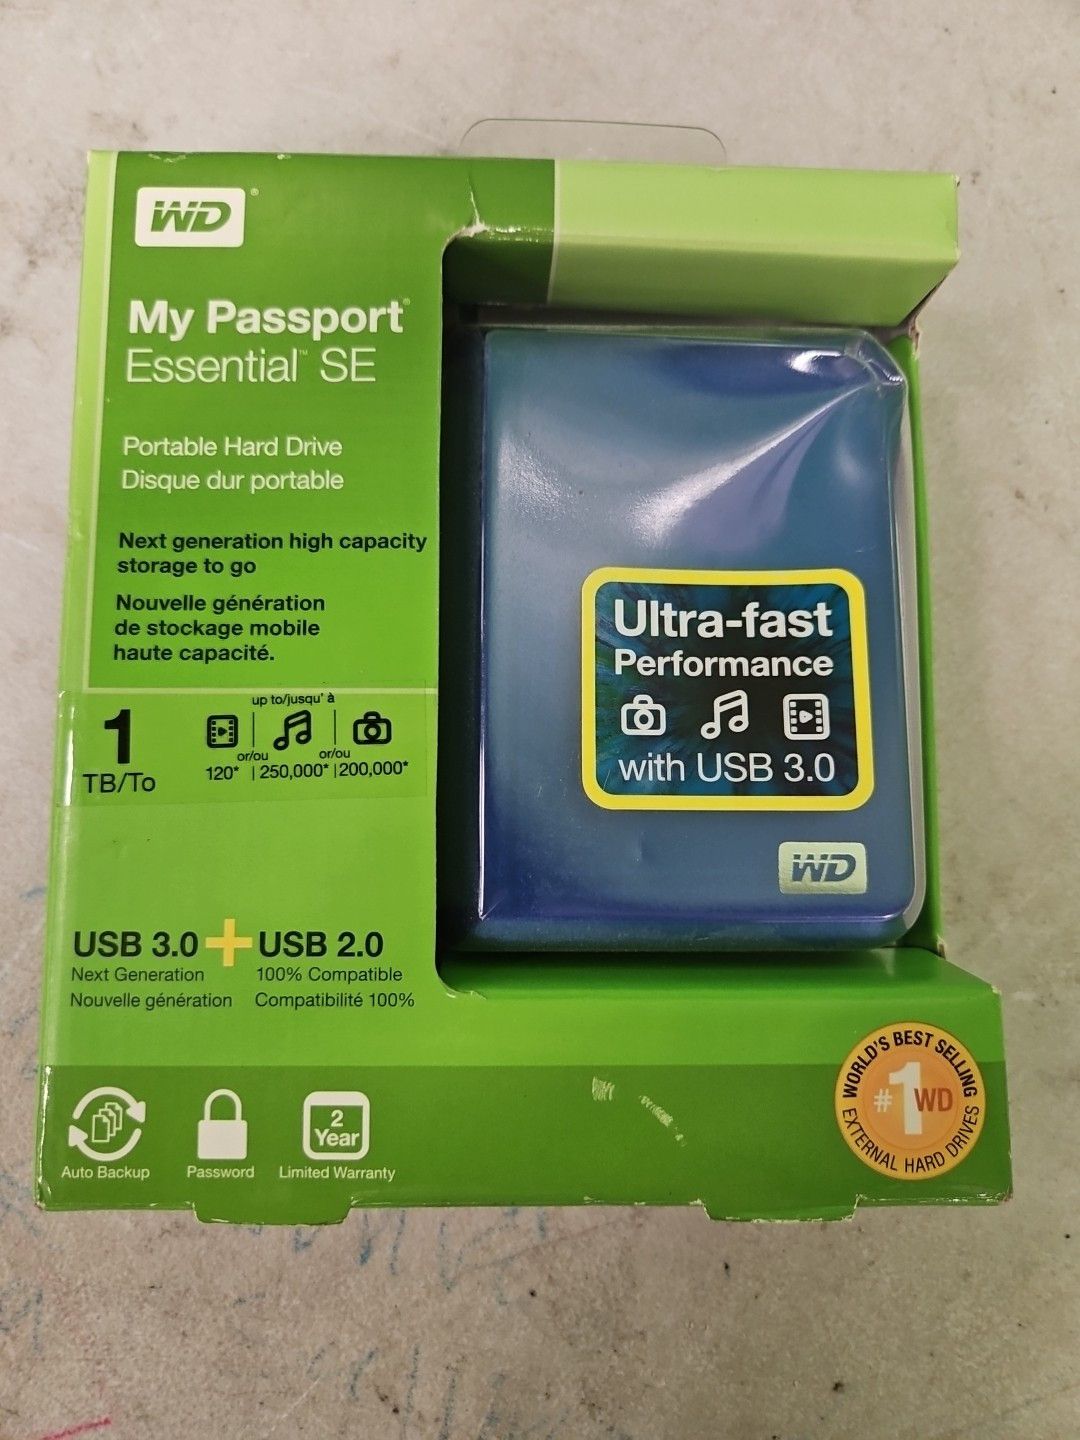 WD®
My Passport®
Essential™ SE
Portable Hard Drive
Disque dur portable
Next generation high capacity
storage to go
Nouvelle génération
de stockage mobile
haute capacité.
1
TB/To
up to/jusqu' à
or/ou or/ou
120* | 250,000* | 200,000*
Ultra-fast
Performance
with USB 3.0
WD
USB 3.0 + USB 2.0
Next Generation 100% Compatible
Nouvelle génération Compatibilité 100%
2
Year
Auto Backup Password Limited Warranty
WORLD'S BEST SELLING
#1 WD
EXTERNAL HARD DRIVES